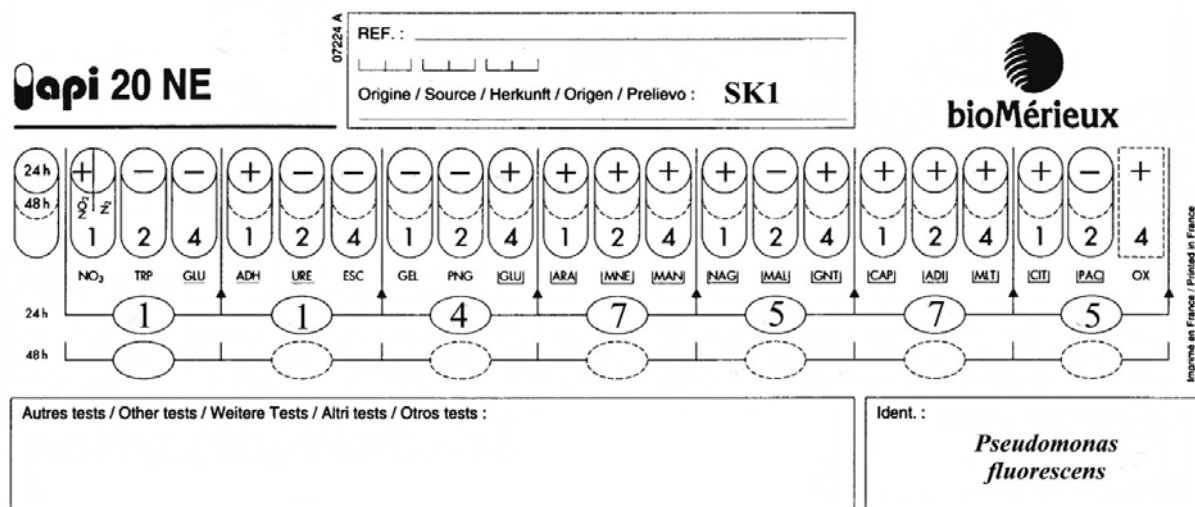 07224 A
REF. :
api 20 NE
Origine / Source / Herkunft / Origen / Prelievo : SK1
bioMérieux
24 h + - - + - - - - + + + + + - + + + + + - +
48 h NO₂⁻ N₂
1 2 4 1 2 4 1 2 4 1 2 4 1 2 4 1 2 4 1 2 4
NO₃ TRP GLU ADH URE ESC GEL PNG |GLU| |ARA| |MNE| |MAN| |NAG| |MAL| |GNT| |CAP| |ADI| |MLT| |CIT| |PAC| OX
24 h 1 1 4 7 5 7 5
48 h
Imprimé en France / Printed in France
Autres tests / Other tests / Weitere Tests / Altri tests / Otros tests :
Ident. :
Pseudomonas
fluorescens